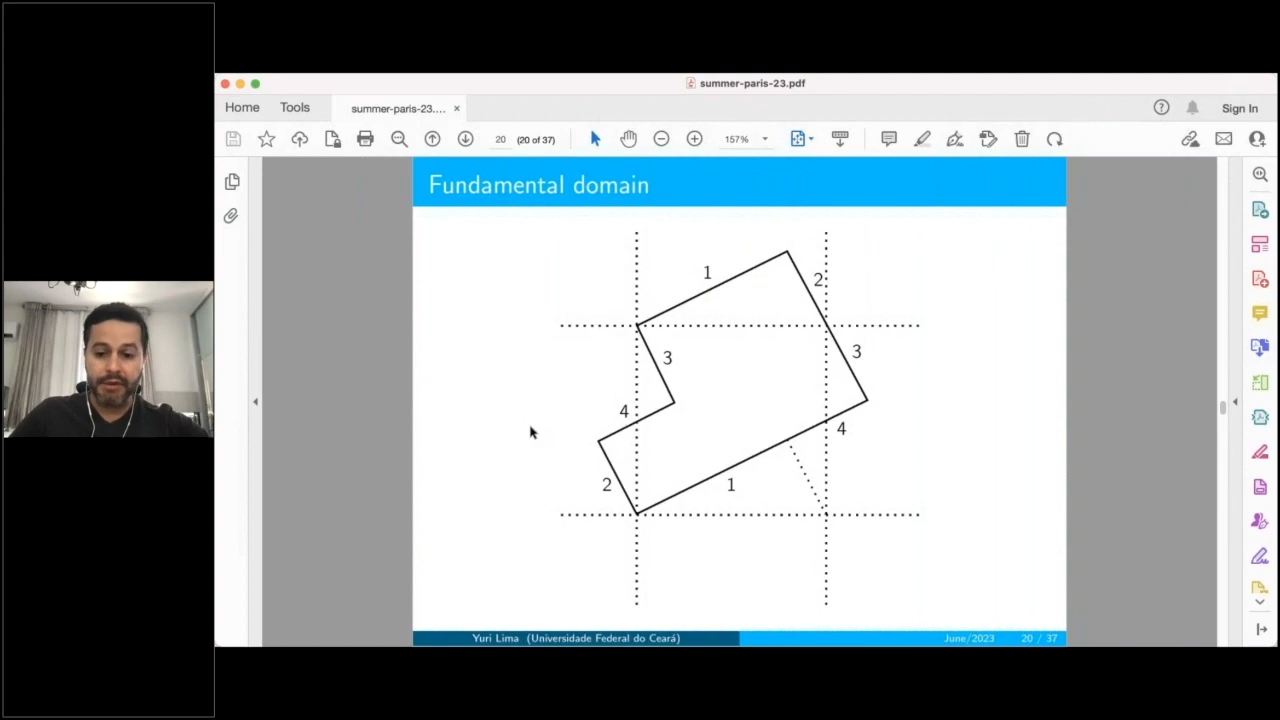 summer-paris-23.pdf
Home
Tools
summer-paris-23....
×
Sign In
20
(20 of 37)
157%
Fundamental domain
1
2
3
3
4
4
2
1
Yuri Lima (Universidade Federal do Ceará)
June/2023
20 / 37